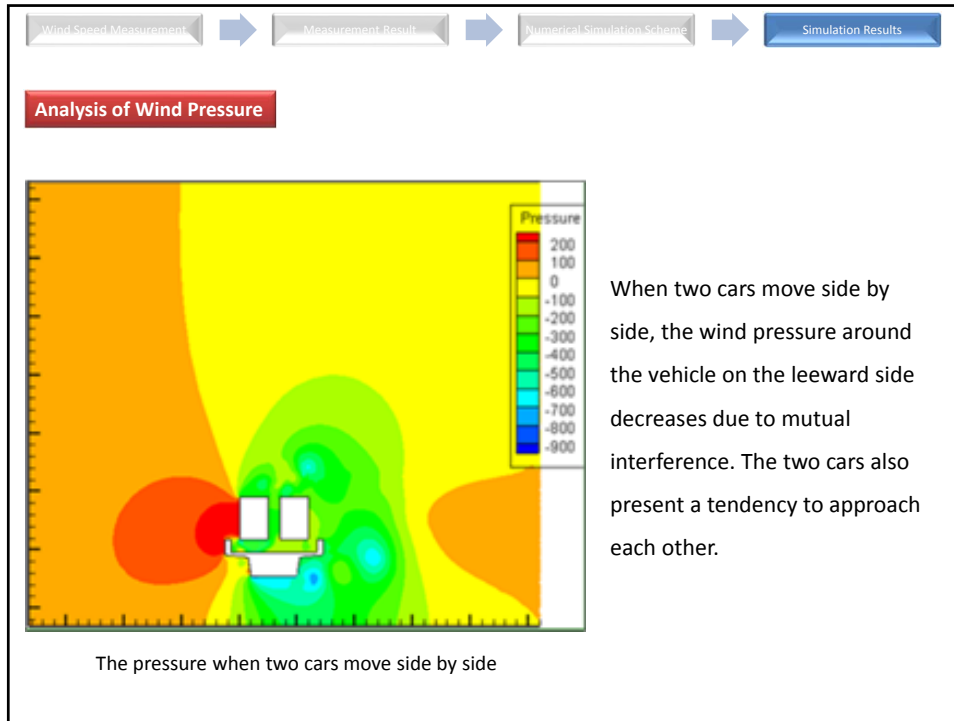 Wind Speed Measurement
Measurement Result
Numerical Simulation Scheme
Simulation Results
Analysis of Wind Pressure
Pressure
200
100
0
-100
-200
-300
-400
-500
-600
-700
-800
-900
When two cars move side by
side, the wind pressure around
the vehicle on the leeward side
decreases due to mutual
interference. The two cars also
present a tendency to approach
each other.
The pressure when two cars move side by side